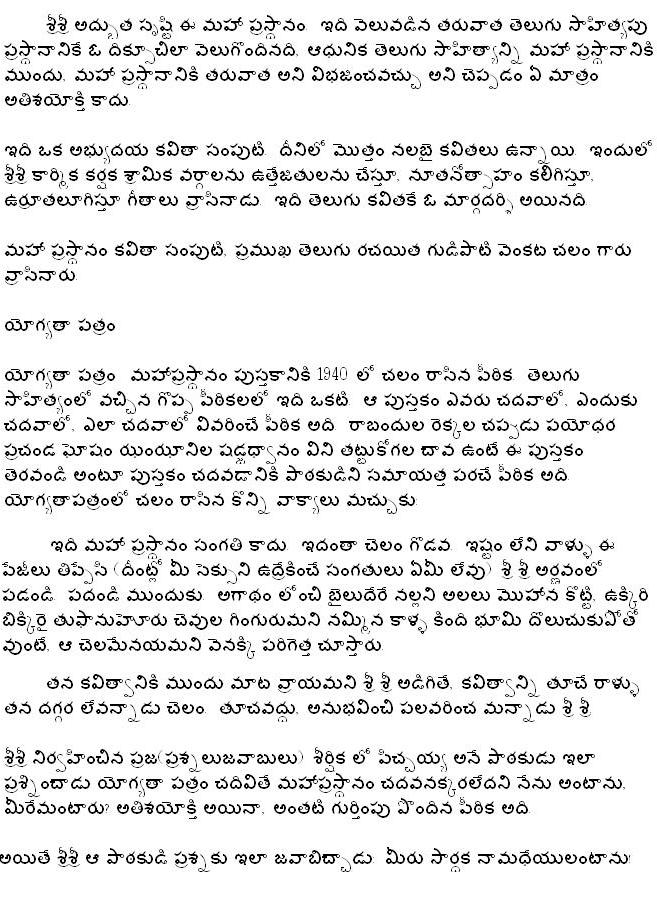 శ్రీశ్రీ అద్భుత సృష్టి ఈ మహా ప్రస్థానం. ఇది వెలువడిన తరువాత తెలుగు సాహిత్యపు
ప్రస్థానానికే ఓ దిక్సూచిలా వెలుగొందినది, ఆధునిక తెలుగు సాహిత్యాన్ని మహా ప్రస్థానానికి
ముందు, మహా ప్రస్థానానికి తరువాత అని విభజించవచ్చు అని చెప్పడం ఏ మాత్రం
అతిశయోక్తి కాదు.
ఇది ఒక అభ్యుదయ కవితా సంపుటి. దీనిలో మొత్తం నలబై కవితలు ఉన్నాయి. ఇందులో
శ్రీశ్రీ కార్మిక కర్షక శ్రామిక వర్గాలను ఉత్తేజితులను చేస్తూ, నూతనోత్సాహం కలిగిస్తూ,
ఉర్రూతలూగిస్తూ గీతాలు వ్రాసినాడు. ఇది తెలుగు కవితకే ఓ మార్గదర్శి అయినది.
మహా ప్రస్థానం కవితా సంపుటి, ప్రముఖ తెలుగు రచయిత గుడిపాటి వెంకట చలం గారు
వ్రాసినారు.
యోగ్యతా పత్రం
యోగ్యతా పత్రం మహాప్రస్థానం పుస్తకానికి 1940 లో చలం రాసిన పీఠిక. తెలుగు
సాహిత్యంలో వచ్చిన గొప్ప పీఠికలలో ఇది ఒకటి. ఆ పుస్తకం ఎవరు చదవాలో, ఎందుకు
చదవాలో, ఎలా చదవాలో వివరించే పీఠిక అది. రాబందుల రెక్కల చప్పుడు పయోధర
ప్రచండ ఘోషం ఝంఝానిల షడ్జధ్వానం విని తట్టుకోగల చావ ఉంటే ఈ పుస్తకం
తెరవండి అంటూ పుస్తకం చదవడానికి పాఠకుడిని సమాయత్త పరచే పీఠిక అది.
యోగ్యతాపత్రంలో చలం రాసిన కొన్ని వాక్యాలు మచ్చుకు:
ఇది మహా ప్రస్థానం సంగతి కాదు. ఇదంతా చెలం గొడవ. ఇష్టం లేని వాళ్ళు ఈ
పేజీలు తిప్పేసి (దీంట్లో మీ సెక్సుని ఉద్రేకించే సంగతులు ఏమీ లేవు) శ్రీ శ్రీ అర్ణవంలో
పడండి. పదండి ముందుకు. అగాథం లోంచి బైలుదేరే నల్లని అలలు మొహాన కొట్టి, ఉక్కిరి
బిక్కిరై తుఫానుహెూరు చెవుల గింగురుమని నమ్మిన కాళ్ళ కింది భూమి దొలుచుకుపోతో
వుంటే, ఆ చెలమేనయమని వెనక్కి పరిగెత్త చూస్తారు.
తన కవిత్వానికి ముందు మాట వ్రాయమని శ్రీ శ్రీ అడిగితే, కవిత్వాన్ని తూచే రాళ్ళు
తన దగ్గర లేవన్నాడు చెలం. తూచవద్దు, అనుభవించి పలవరించ మన్నాడు శ్రీ శ్రీ.
శ్రీశ్రీ నిర్వహించిన ప్రజ(ప్రశ్నలుజవాబులు) శీర్షిక లో పిచ్చయ్య అనే పాఠకుడు ఇలా
ప్రశ్నించాడు యోగ్యతా పత్రం చదివితే మహాప్రస్థానం చదవనక్కరలేదని నేను అంటాను,
మీరేమంటారు? అతిశయోక్తి అయినా, అంతటి గుర్తింపు పొందిన పీఠిక అది.
అయితే శ్రీశ్రీ ఆ పాఠకుడి ప్రశ్నకు ఇలా జవాబిచ్చాడు: మీరు సార్థక నామధేయులంటాను!